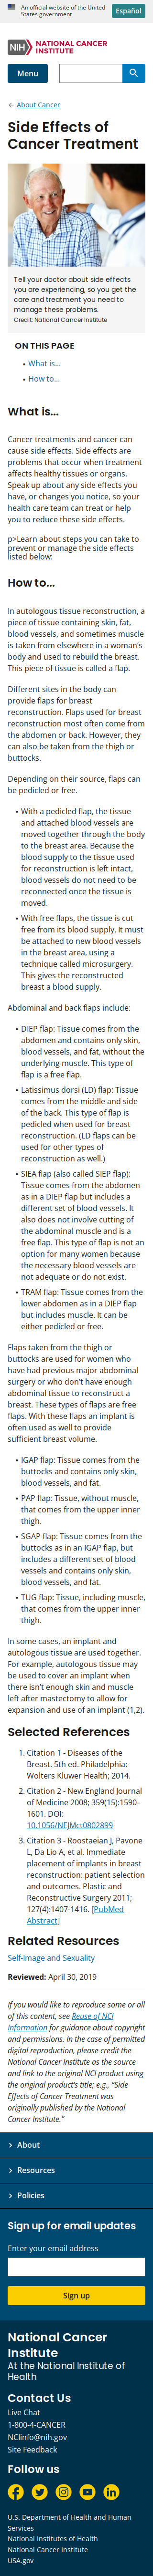 An official website of the United
States government
Español
NIH
NATIONAL CANCER
INSTITUTE
Menu
About Cancer
Side Effects of
Cancer Treatment
Tell your doctor about side effects
you are experiencing, so you get the
care and treatment you need to
manage these problems.
Credit: National Cancer Institute
ON THIS PAGE
• What is...
• How to...
What is...
Cancer treatments and cancer can
cause side effects. Side effects are
problems that occur when treatment
affects healthy tissues or organs.
Speak up about any side effects you
have, or changes you notice, so your
health care team can treat or help
you to reduce these side effects.
p>Learn about steps you can take to
prevent or manage the side effects
listed below:
How to...
In autologous tissue reconstruction, a
piece of tissue containing skin, fat,
blood vessels, and sometimes muscle
is taken from elsewhere in a woman's
body and used to rebuild the breast.
This piece of tissue is called a flap.
Different sites in the body can
provide flaps for breast
reconstruction. Flaps used for breast
reconstruction most often come from
the abdomen or back. However, they
can also be taken from the thigh or
buttocks.
Depending on their source, flaps can
be pedicled or free.
• With a pedicled flap, the tissue
and attached blood vessels are
moved together through the body
to the breast area. Because the
blood supply to the tissue used
for reconstruction is left intact,
blood vessels do not need to be
reconnected once the tissue is
moved.
• With free flaps, the tissue is cut
free from its blood supply. It must
be attached to new blood vessels
in the breast area, using a
technique called microsurgery.
This gives the reconstructed
breast a blood supply.
Abdominal and back flaps include:
• DIEP flap: Tissue comes from the
abdomen and contains only skin,
blood vessels, and fat, without the
underlying muscle. This type of
flap is a free flap.
• Latissimus dorsi (LD) flap: Tissue
comes from the middle and side
of the back. This type of flap is
pedicled when used for breast
reconstruction. (LD flaps can be
used for other types of
reconstruction as well.)
• SIEA flap (also called SIEP flap):
Tissue comes from the abdomen
as in a DIEP flap but includes a
different set of blood vessels. It
also does not involve cutting of
the abdominal muscle and is a
free flap. This type of flap is not an
option for many women because
the necessary blood vessels are
not adequate or do not exist.
• TRAM flap: Tissue comes from the
lower abdomen as in a DIEP flap
but includes muscle. It can be
either pedicled or free.
Flaps taken from the thigh or
buttocks are used for women who
have had previous major abdominal
surgery or who don't have enough
abdominal tissue to reconstruct a
breast. These types of flaps are free
flaps. With these flaps an implant is
often used as well to provide
sufficient breast volume.
• IGAP flap: Tissue comes from the
buttocks and contains only skin,
blood vessels, and fat.
• PAP flap: Tissue, without muscle,
that comes from the upper inner
thigh.
• SGAP flap: Tissue comes from the
buttocks as in an IGAP flap, but
includes a different set of blood
vessels and contains only skin,
blood vessels, and fat.
• TUG flap: Tissue, including muscle,
that comes from the upper inner
thigh.
In some cases, an implant and
autologous tissue are used together.
For example, autologous tissue may
be used to cover an implant when
there isn't enough skin and muscle
left after mastectomy to allow for
expansion and use of an implant (1,2).
Selected References
1. Citation 1 - Diseases of the
Breast. 5th ed. Philadelphia:
Wolters Kluwer Health; 2014.
2. Citation 2 - New England Journal
of Medicine 2008; 359(15):1590–
1601. DOI:
10.1056/NEJMct0802899
3. Citation 3 - Roostaeian J, Pavone
L, Da Lio A, et al. Immediate
placement of implants in breast
reconstruction: patient selection
and outcomes. Plastic and
Reconstructive Surgery 2011;
127(4):1407-1416. [PubMed
Abstract]
Related Resources
Self-Image and Sexuality
Reviewed: April 30, 2019
If you would like to reproduce some or all
of this content, see Reuse of NCI
Information for guidance about copyright
and permissions. In the case of permitted
digital reproduction, please credit the
National Cancer Institute as the source
and link to the original NCI product using
the original product's title; e.g., “Side
Effects of Cancer Treatment was
originally published by the National
Cancer Institute.”
About
Resources
Policies
Sign up for email updates
Enter your email address
Sign up
National Cancer
Institute
At the National Institute of
Health
Contact Us
Live Chat
1-800-4-CANCER
NCIinfo@nih.gov
Site Feedback
Follow us
U.S. Department of Health and Human
Services
National Institutes of Health
National Cancer Institute
USA.gov